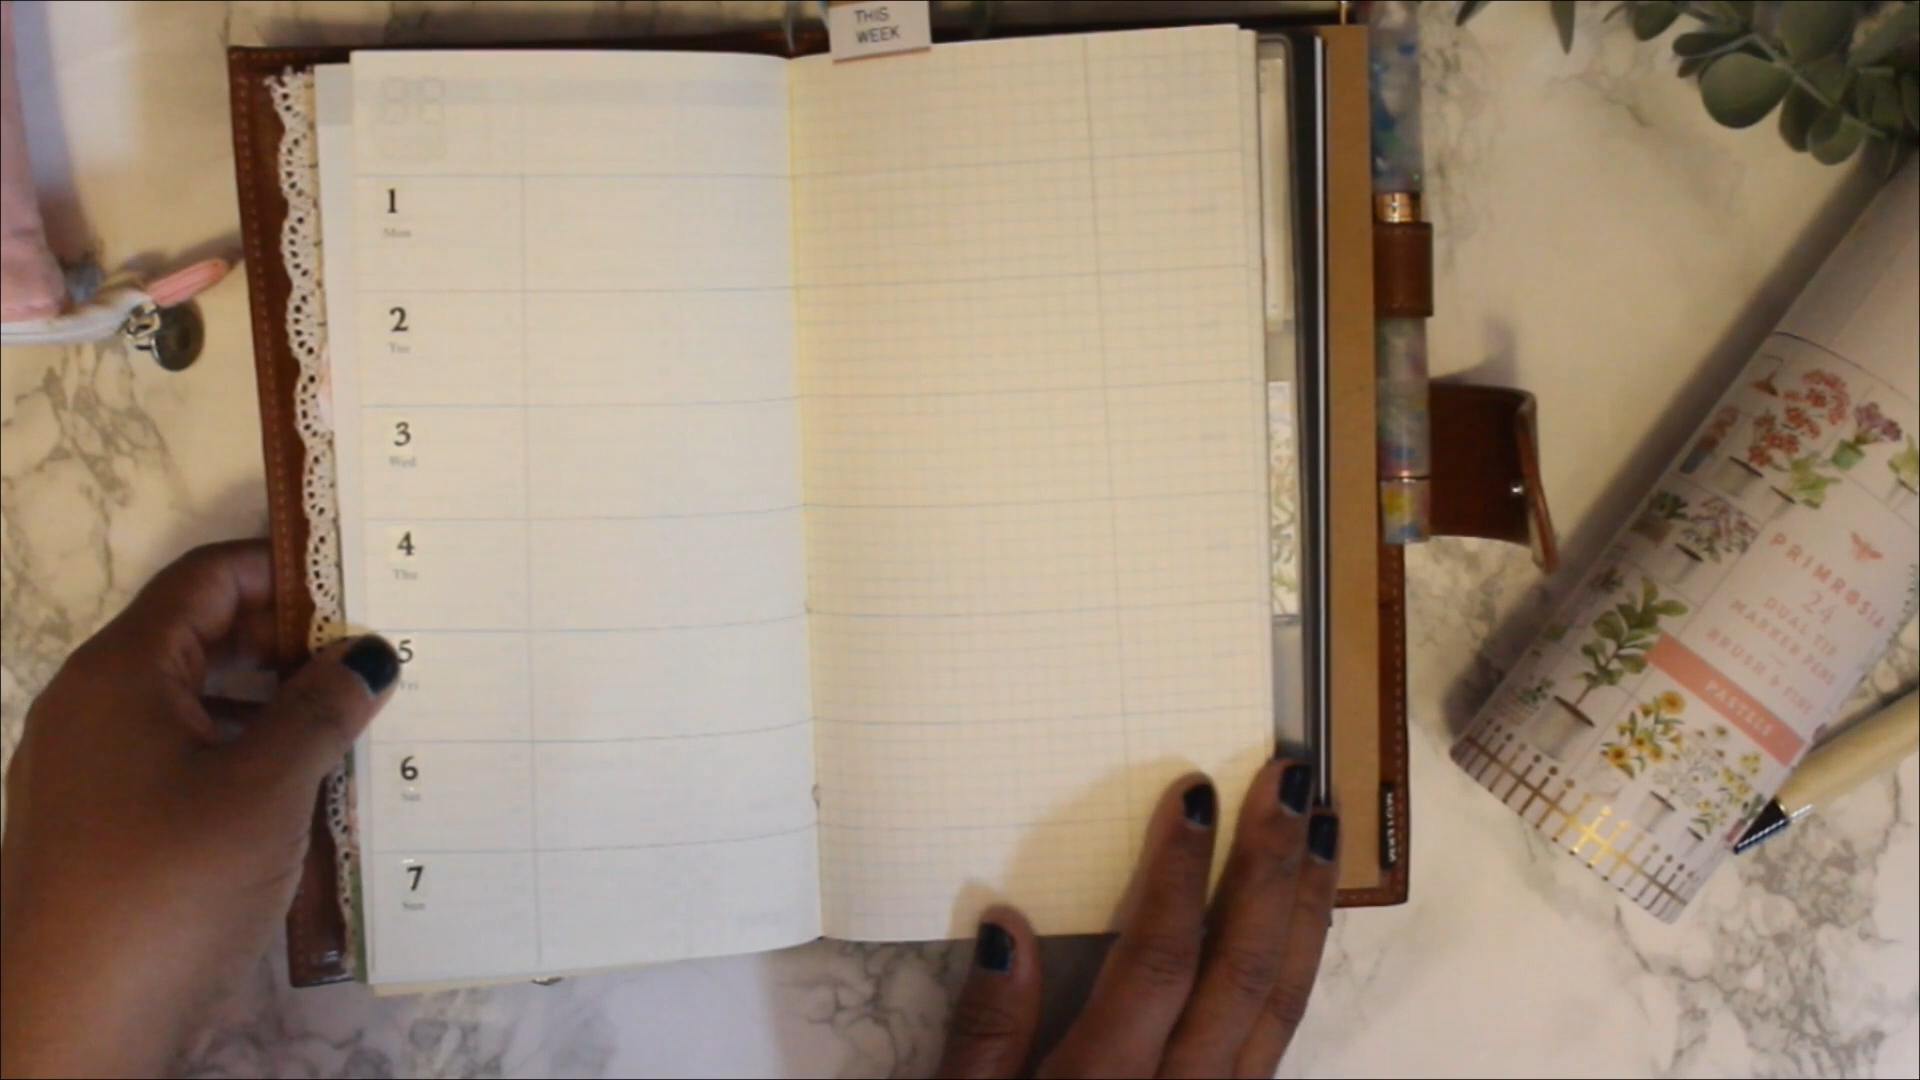 THIS
WEEK
1
Mon
2
Tue
3
Wed
4
Thu
5
Fri
6
Sat
7
Sun
PRIMROSIA
24
DUAL TIP
MARKER PENS
BRUSH & FINE
PASTELS